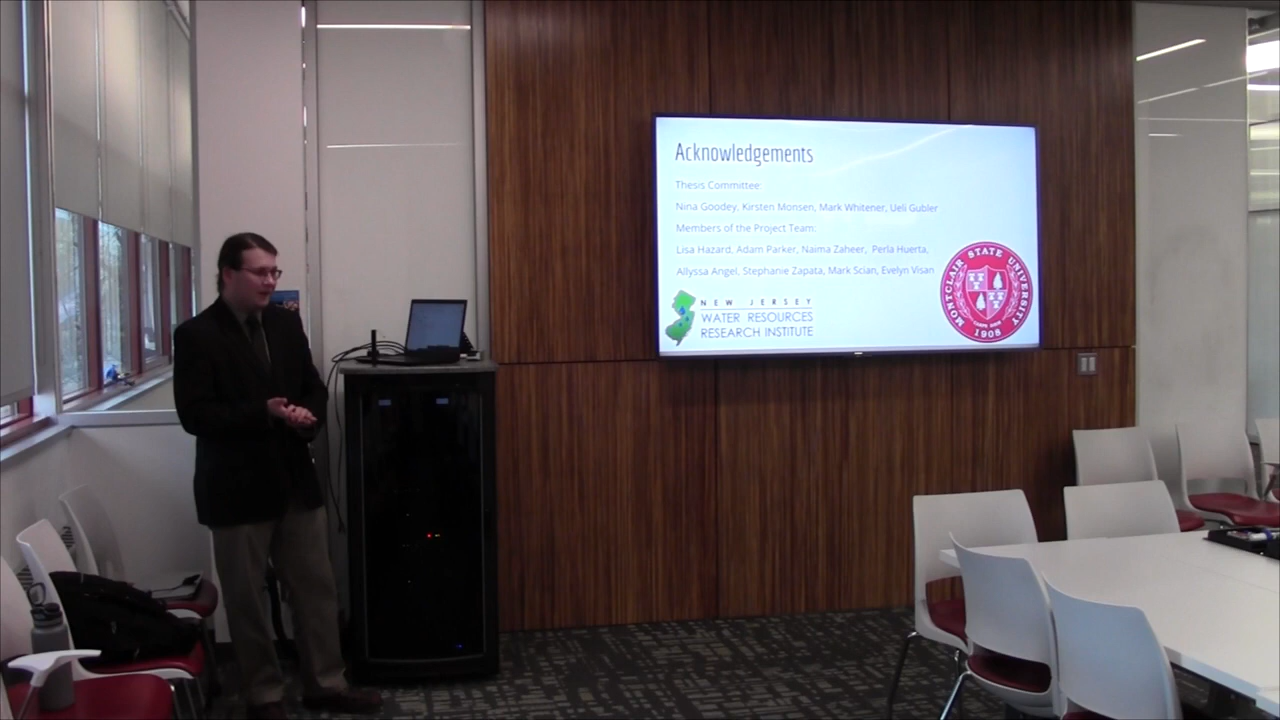 Acknowledgements
Thesis Committee:
Nina Goodey, Kirsten Monsen, Mark Whitener, Ueli Gubler
Members of the Project Team:
Lisa Hazard, Adam Parker, Naima Zaheer, Perla Huerta,
Allyssa Angel, Stephanie Zapata, Mark Scian, Evelyn Visan
NEW JERSEY
WATER RESOURCES
RESEARCH INSTITUTE
MONTCLAIR STATE UNIVERSITY
1908